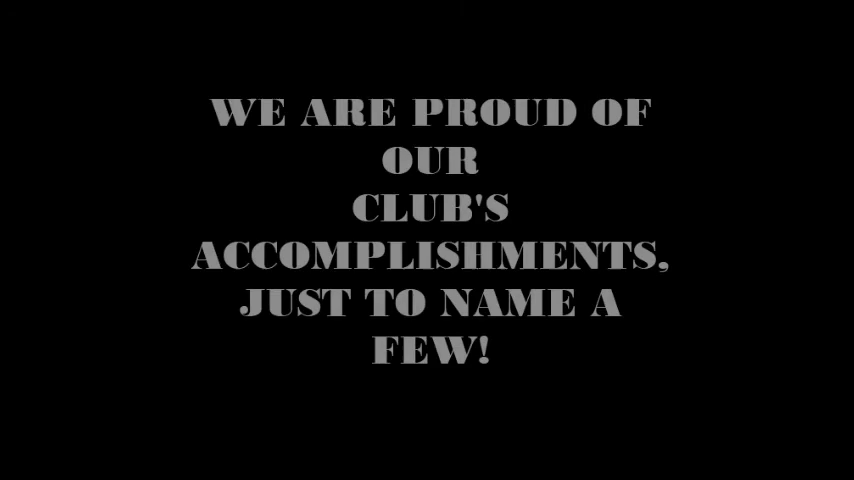 WE ARE PROUD OF
OUR
CLUB'S
ACCOMPLISHMENTS,
JUST TO NAME A
FEW!